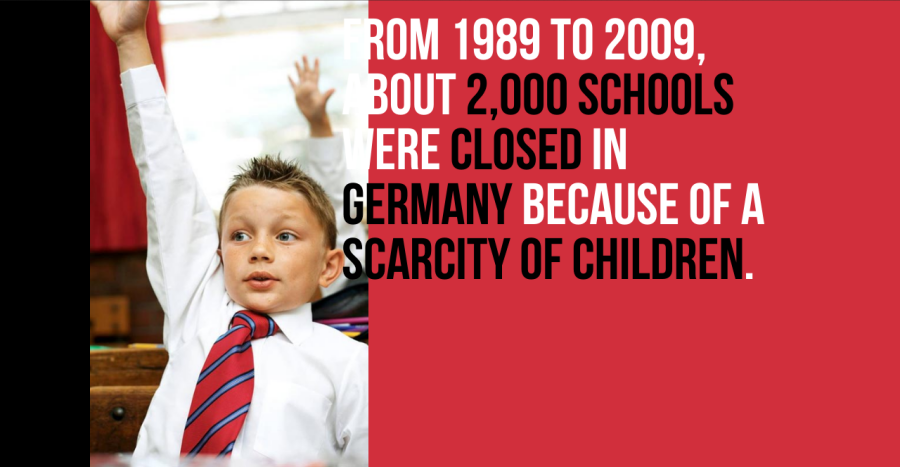 FROM 1989 TO 2009,
ABOUT 2,000 SCHOOLS
WERE CLOSED IN
GERMANY BECAUSE OF A
SCARCITY OF CHILDREN.